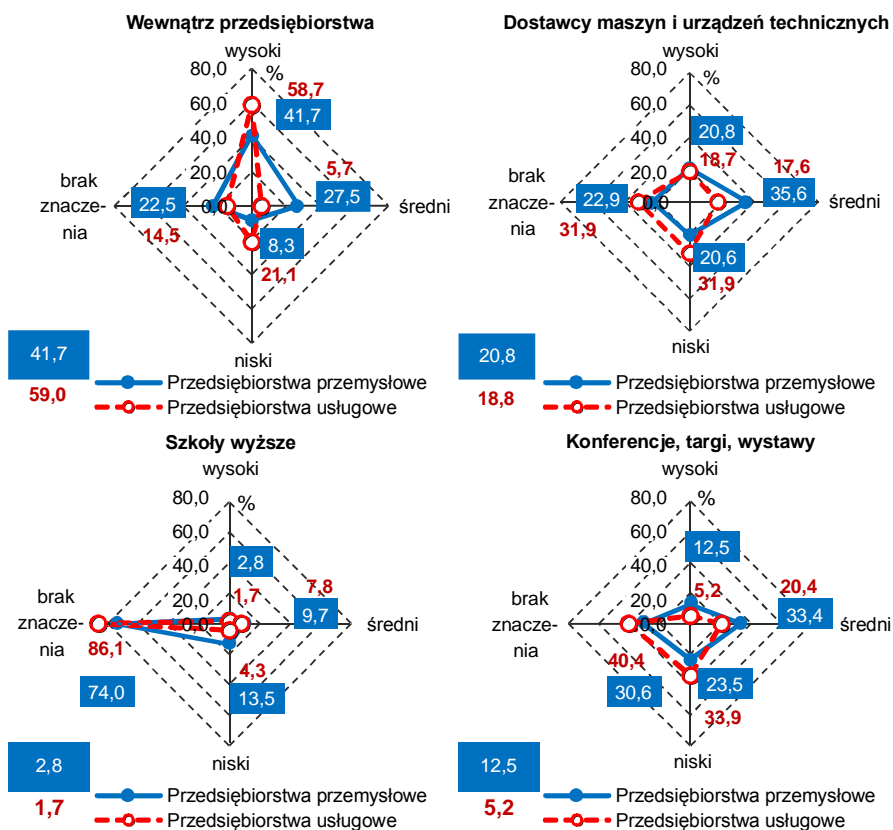 Wewnątrz przedsiębiorstwa
wysoki
80,0
%
60,0
58,7
41,7
40,0
20,0
5,7
brak
znacze-
nia
22,5
0,0
27,5
średni
14,5
8,3
21,1
niski
41,7
59,0
Przedsiębiorstwa przemysłowe
Przedsiębiorstwa usługowe
Dostawcy maszyn i urządzeń technicznych
wysoki
80,0
%
60,0
40,0
20,8
20,0
18,7
17,6
brak
znacze-
nia
22,9
0,0
35,6
średni
31,9
20,6
31,9
niski
20,8
18,8
Przedsiębiorstwa przemysłowe
Przedsiębiorstwa usługowe
Szkoły wyższe
wysoki
80,0
%
60,0
40,0
2,8
20,0
1,7
7,8
brak
znacze-
nia
0,0
9,7
średni
86,1
4,3
74,0
13,5
niski
2,8
1,7
Przedsiębiorstwa przemysłowe
Przedsiębiorstwa usługowe
Konferencje, targi, wystawy
wysoki
80,0
%
60,0
12,5
40,0
20,0
5,2
20,4
brak
znacze-
nia
0,0
33,4
średni
40,4
30,6
23,5
33,9
niski
12,5
5,2
Przedsiębiorstwa przemysłowe
Przedsiębiorstwa usługowe